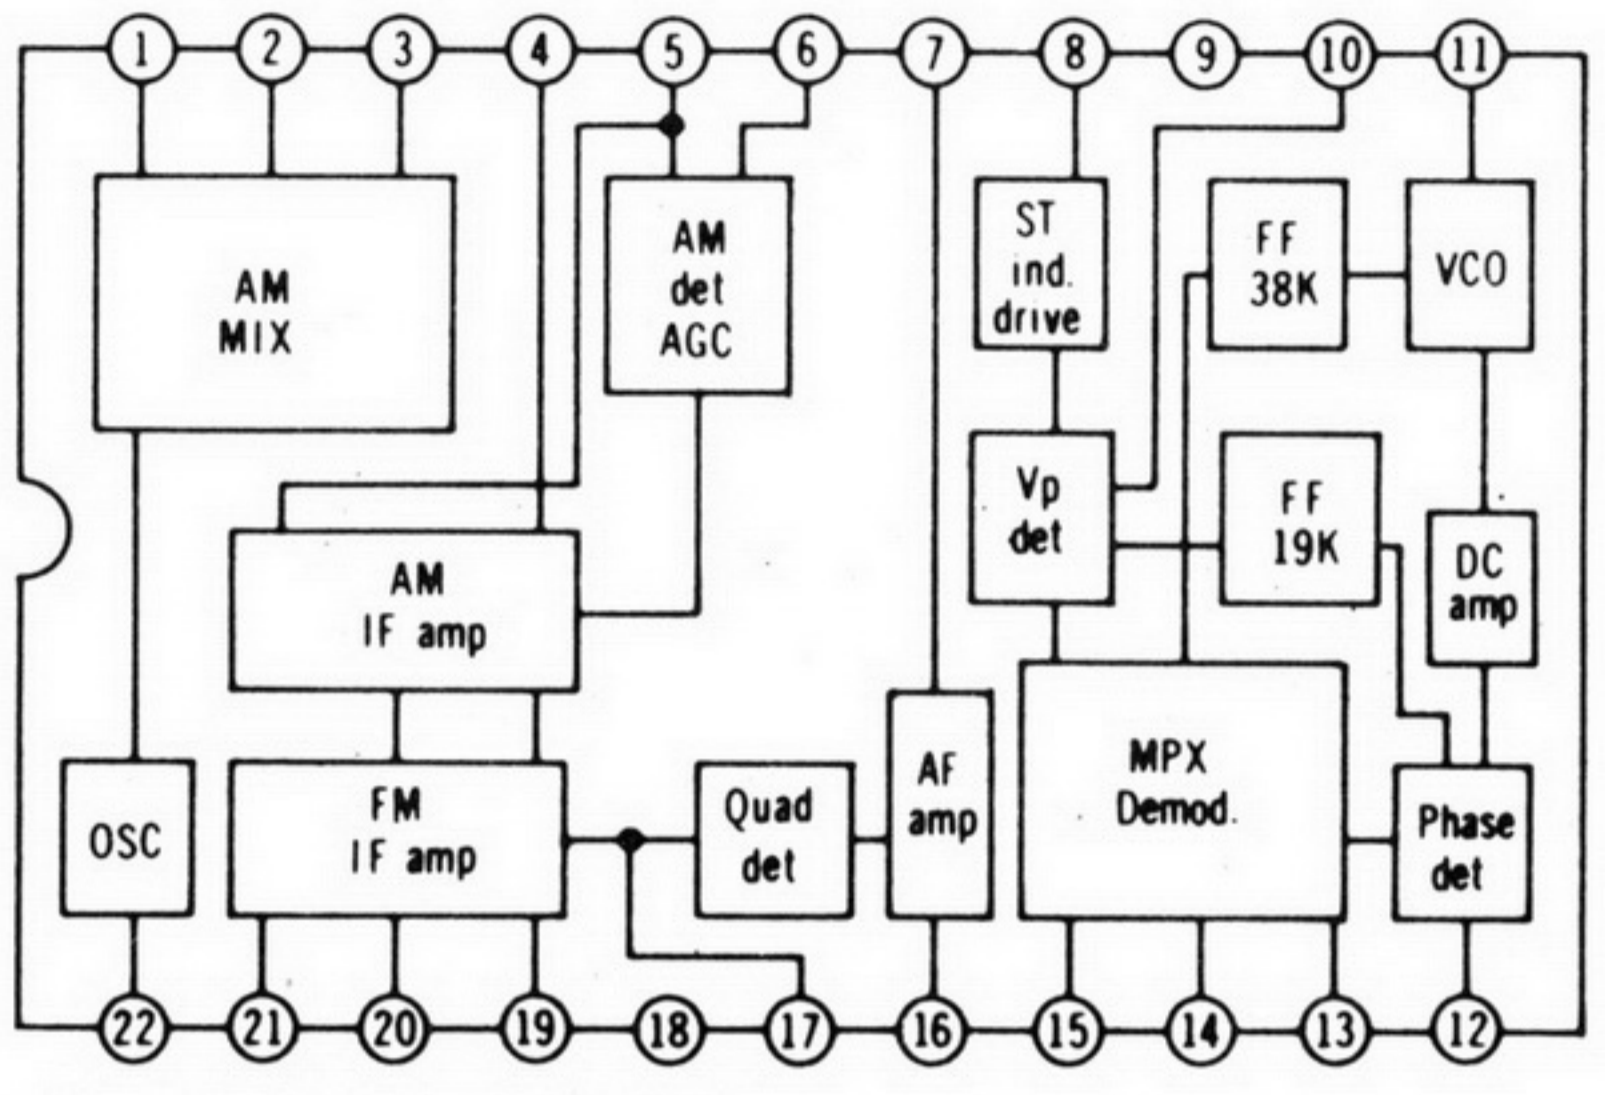 1 2 3 4 5 6 7 8 9 10 11
AM
MIX
AM
det
AGC
ST
ind.
drive
FF
38K
VCO
Vp
det
FF
19K
DC
amp
AM
IF amp
OSC
FM
IF amp
Quad
det
AF
amp
MPX
Demod.
Phase
det
22 21 20 19 18 17 16 15 14 13 12